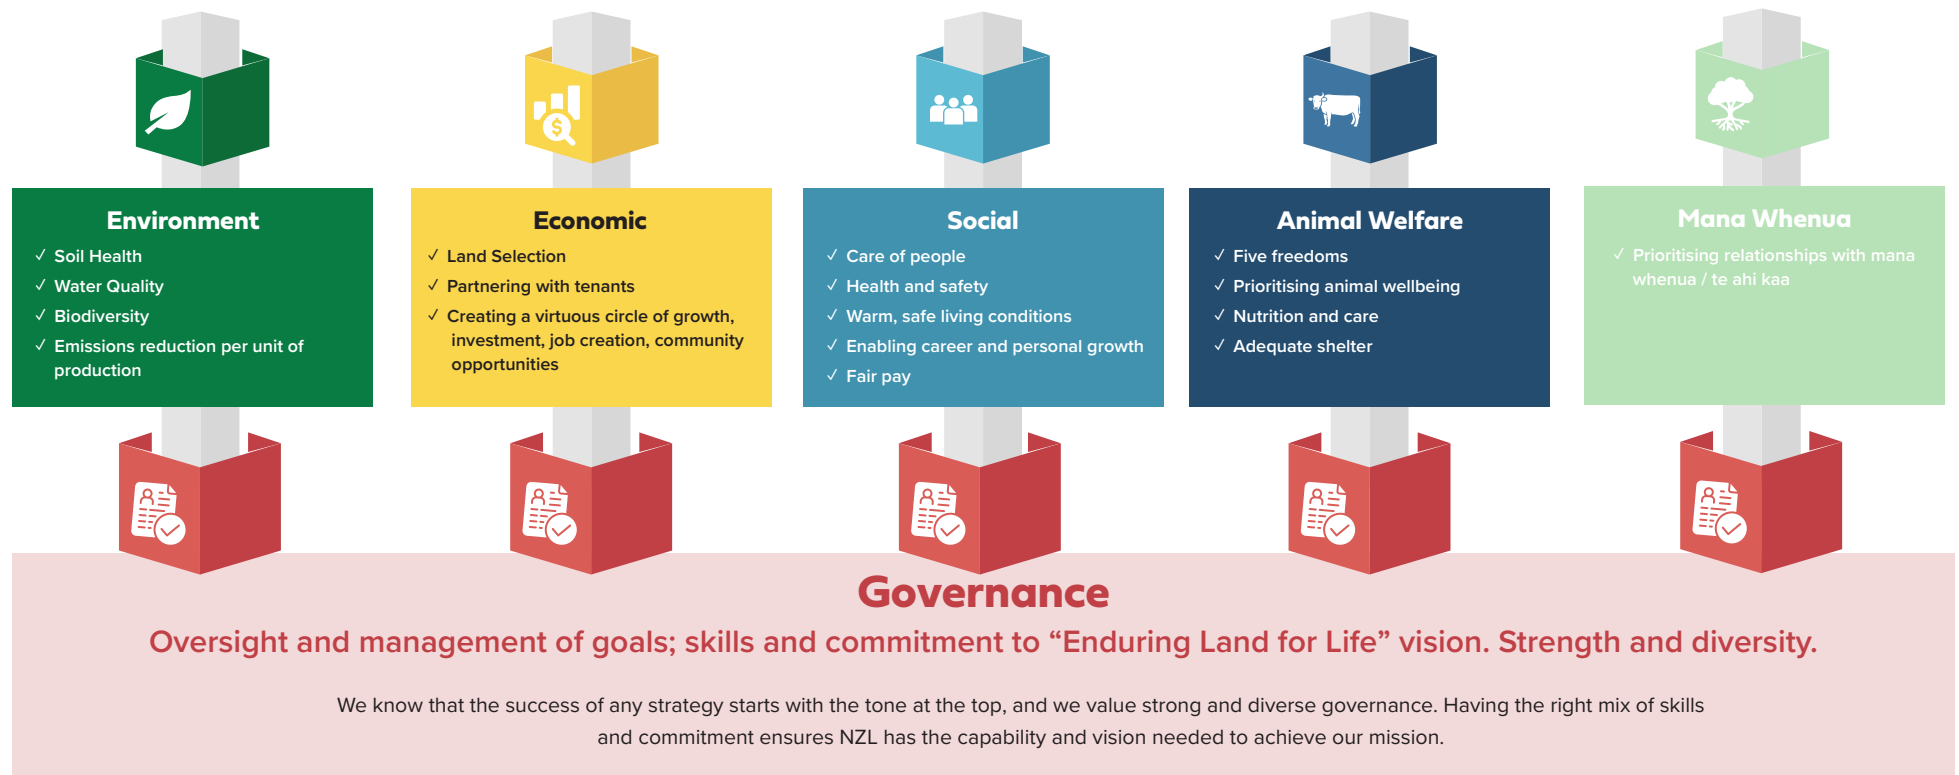 Environment
✓ Soil Health
✓ Water Quality
✓ Biodiversity
✓ Emissions reduction per unit of
production
Economic
✓ Land Selection
✓ Partnering with tenants
✓ Creating a virtuous circle of growth,
investment, job creation, community
opportunities
Social
✓ Care of people
✓ Health and safety
✓ Warm, safe living conditions
✓ Enabling career and personal growth
✓ Fair pay
Animal Welfare
✓ Five freedoms
✓ Prioritising animal wellbeing
✓ Nutrition and care
✓ Adequate shelter
Mana Whenua
✓ Prioritising relationships with mana
whenua / te ahi kaa
$
Governance
Oversight and management of goals; skills and commitment to “Enduring Land for Life” vision. Strength and diversity.
We know that the success of any strategy starts with the tone at the top, and we value strong and diverse governance. Having the right mix of skills
and commitment ensures NZL has the capability and vision needed to achieve our mission.